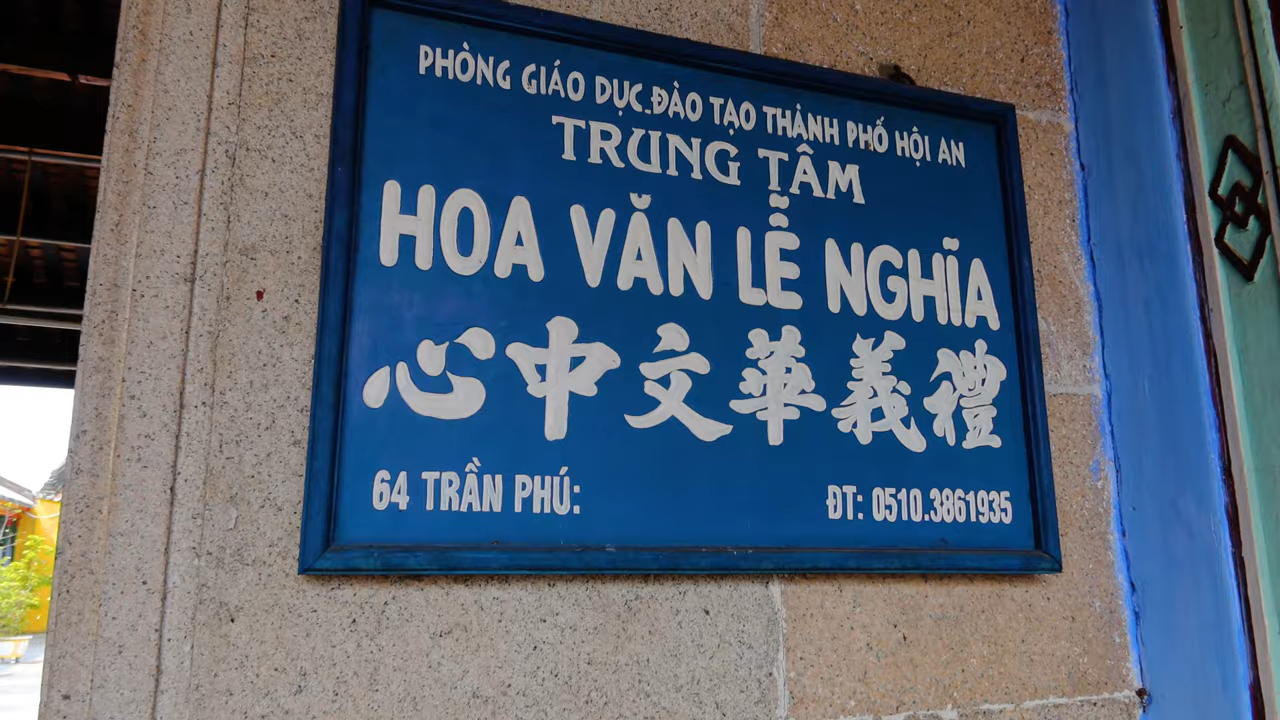 PHÒNG GIÁO DỤC.ĐÀO TẠO THÀNH PHỐ HỘI AN
TRUNG TÂM
HOA VĂN LỄ NGHĨA
心中文華義禮
64 TRẦN PHÚ:
ĐT: 0510.3861935